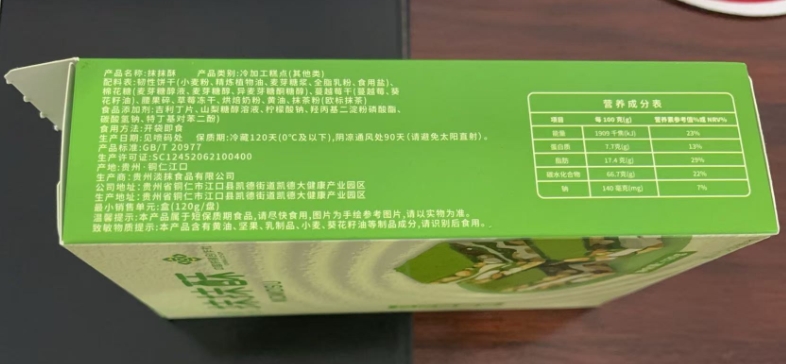 产品名称:抹抹酥 产品类别:冷加工糕点(其他类)
配料表:韧性饼干(小麦粉、精炼植物油、麦芽糖浆、全脂乳粉、食用盐)、
棉花糖(麦芽糖醇液、麦芽糖醇、异麦芽糖酮糖醇)、蔓越莓干(蔓越莓、葵
花籽油)、腰果碎、草莓冻干、烘焙奶粉、黄油、抹茶粉(欧标抹茶)
食品添加剂:吉利丁片、山梨糖醇溶液、柠檬酸钠、羟丙基二淀粉磷酸酯、
碳酸氢钠、特丁基对苯二酚)
食用方法:开袋即食
生产日期:见喷码处 保质期:冷藏120天(0℃及以下),阴凉通风处90天(请避免太阳直射)。
产品标准:GB/T 20977
生产许可证:SC12452062100400
产地:贵州·铜仁江口
生产商:贵州淡抹食品有限公司
公司地址:贵州省铜仁市江口县凯德街道凯德大健康产业园区
生产地址:贵州省铜仁市江口县凯德街道凯德大健康产业园区
最小销售单元:盒(120g/盘)
温馨提示:本产品属于短保质期食品,请尽快食用,图片为手绘参考图片,请以实物为准。
致敏物质提示:本产品含有黄油、坚果、乳制品、小麦、葵花籽油等制品成分,请识别后食用。
营养成分表
项目 每 100 克(g) 营养素参考值%或 NRV%
能量 1909 千焦(kJ) 23%
蛋白质 7.7克(g) 13%
脂肪 17.4 克(g) 29%
碳水化合物 66.7克(g) 22%
钠 140 毫克(mg) 7%
抹抹酥